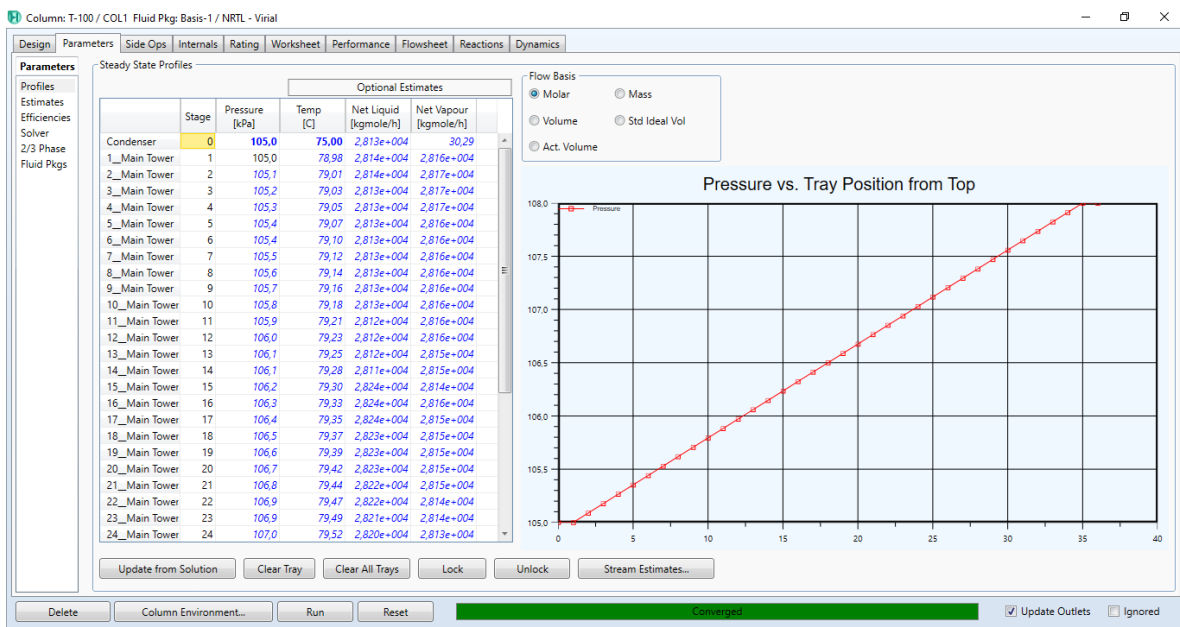 Column: T-100 / COL1 Fluid Pkg: Basis-1 / NRTL - Virial
Design Parameters Side Ops Internals Rating Worksheet Performance Flowsheet Reactions Dynamics
Parameters
Profiles
Estimates
Efficiencies
Solver
2/3 Phase
Fluid Pkgs
Steady State Profiles
Optional Estimates
Stage Pressure [kPa] Temp [C] Net Liquid [kgmole/h] Net Vapour [kgmole/h]
Condenser 0 105,0 75,00 2,813e+004 30,29
1__Main Tower 1 105,0 78,98 2,814e+004 2,816e+004
2__Main Tower 2 105,1 79,01 2,814e+004 2,817e+004
3__Main Tower 3 105,2 79,03 2,813e+004 2,817e+004
4__Main Tower 4 105,3 79,05 2,813e+004 2,817e+004
5__Main Tower 5 105,4 79,07 2,813e+004 2,816e+004
6__Main Tower 6 105,4 79,10 2,813e+004 2,816e+004
7__Main Tower 7 105,5 79,12 2,813e+004 2,816e+004
8__Main Tower 8 105,6 79,14 2,813e+004 2,816e+004
9__Main Tower 9 105,7 79,16 2,813e+004 2,816e+004
10__Main Tower 10 105,8 79,18 2,813e+004 2,816e+004
11__Main Tower 11 105,9 79,21 2,812e+004 2,816e+004
12__Main Tower 12 106,0 79,23 2,812e+004 2,816e+004
13__Main Tower 13 106,1 79,25 2,812e+004 2,815e+004
14__Main Tower 14 106,1 79,28 2,811e+004 2,815e+004
15__Main Tower 15 106,2 79,30 2,824e+004 2,814e+004
16__Main Tower 16 106,3 79,33 2,824e+004 2,816e+004
17__Main Tower 17 106,4 79,35 2,824e+004 2,815e+004
18__Main Tower 18 106,5 79,37 2,823e+004 2,815e+004
19__Main Tower 19 106,6 79,39 2,823e+004 2,815e+004
20__Main Tower 20 106,7 79,42 2,823e+004 2,815e+004
21__Main Tower 21 106,8 79,44 2,822e+004 2,815e+004
22__Main Tower 22 106,9 79,47 2,822e+004 2,814e+004
23__Main Tower 23 106,9 79,49 2,821e+004 2,814e+004
24__Main Tower 24 107,0 79,52 2,820e+004 2,813e+004
Flow Basis
Molar Mass
Volume Std Ideal Vol
Act. Volume
Pressure vs. Tray Position from Top
Pressure
108.0
107.5
107.0
106.5
106.0
105.5
105.0
0 5 10 15 20 25 30 35 40
Update from Solution Clear Tray Clear All Trays Lock Unlock Stream Estimates...
Delete Column Environment... Run Reset Converged Update Outlets Ignored